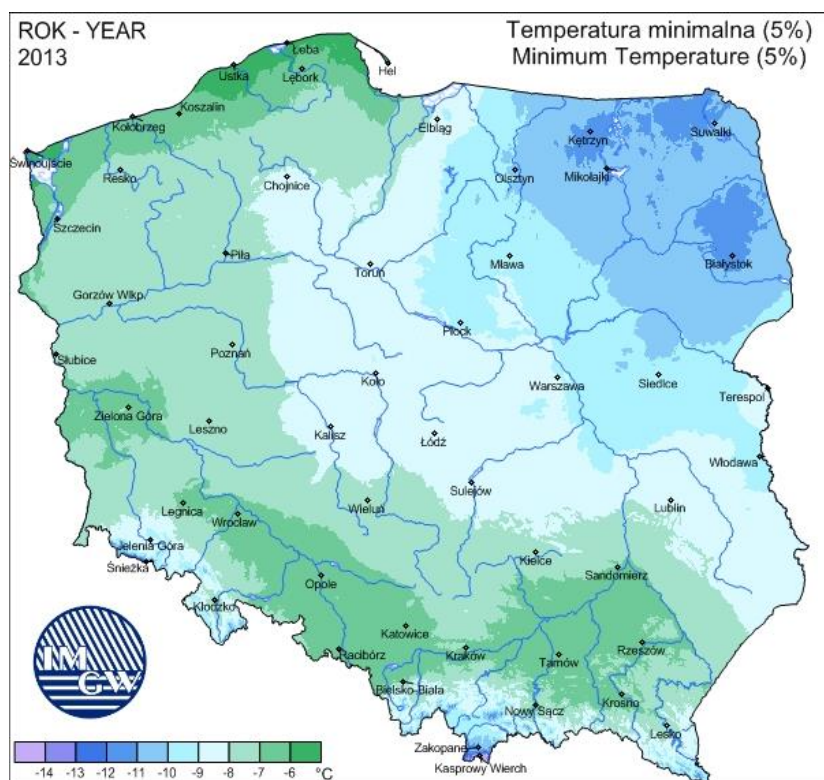 ROK - YEAR
2013
Temperatura minimalna (5%)
Minimum Temperature (5%)
Łeba
Ustka
Lębork
Hel
Koszalin
Kołobrzeg
Elbląg
Suwałki
Kętrzyn
Świnoujście
Resko
Chojnice
Olsztyn
Mikołajki
Szczecin
Piła
Toruń
Mława
Białystok
Gorzów Wlkp.
Płock
Słubice
Poznań
Koło
Warszawa
Siedlce
Terespol
Zielona Góra
Leszno
Kalisz
Łódź
Włodawa
Sulejów
Legnica
Wrocław
Wieluń
Lublin
Jelenia Góra
Śnieżka
Kielce
Sandomierz
Opole
Kłodzko
Katowice
Racibórz
Kraków
Tarnów
Rzeszów
Bielsko-Biała
Nowy Sącz
Krosno
Lesko
Zakopane
Kasprowy Wierch
IM
GW
-14 -13 -12 -11 -10 -9 -8 -7 -6 °C